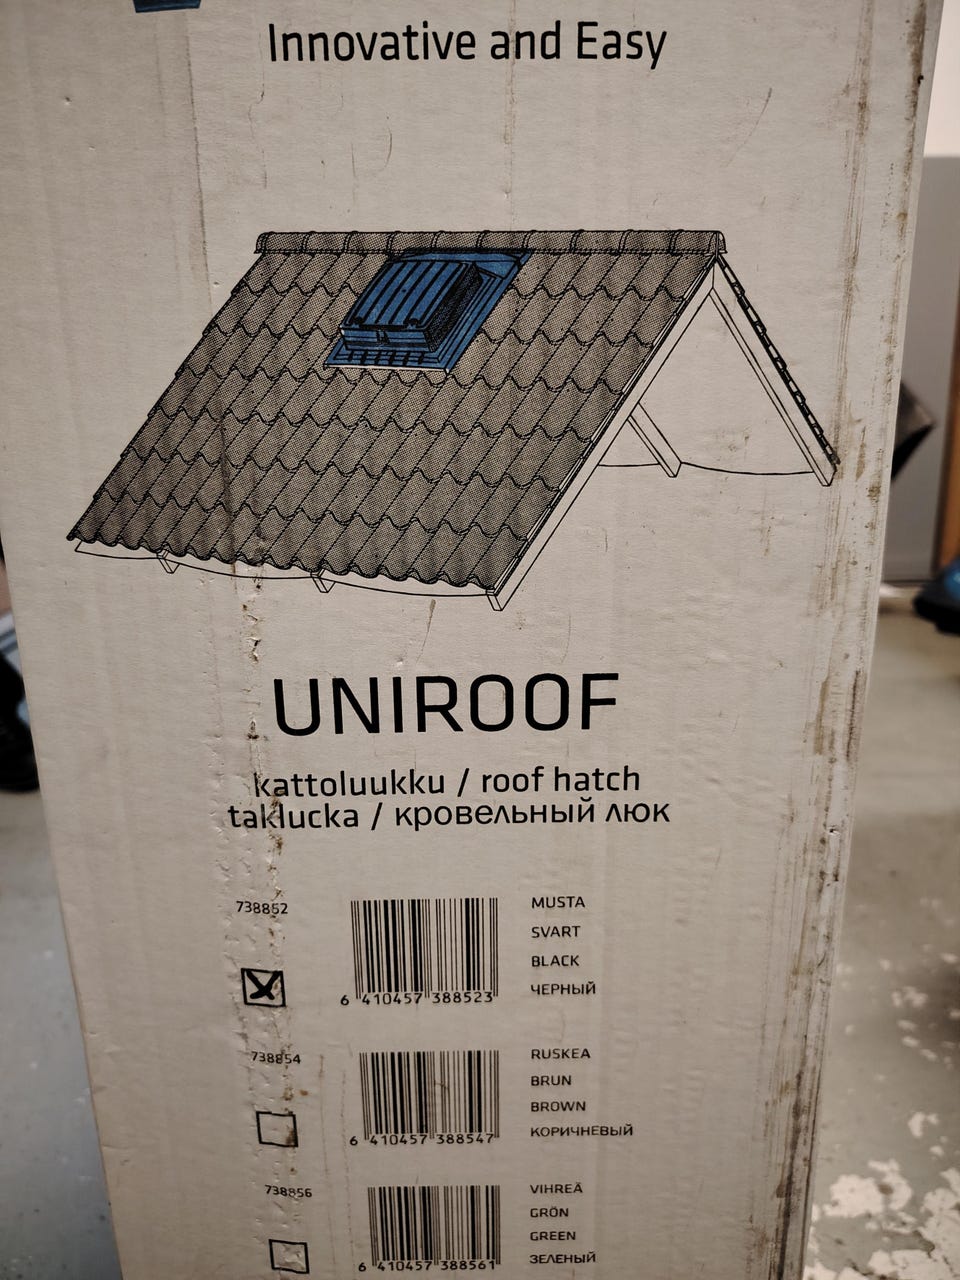 Innovative and Easy
UNIROOF
kattoluukku / roof hatch
taklucka / кровельный люк
738852
MUSTA
SVART
BLACK
ЧЕРНЫЙ
6 410457 388523
738854
RUSKEA
BRUN
BROWN
КОРИЧНЕВЫЙ
6 410457 388547
738856
VIHREÄ
GRÖN
GREEN
ЗЕЛЕНЫЙ
6 410457 388561